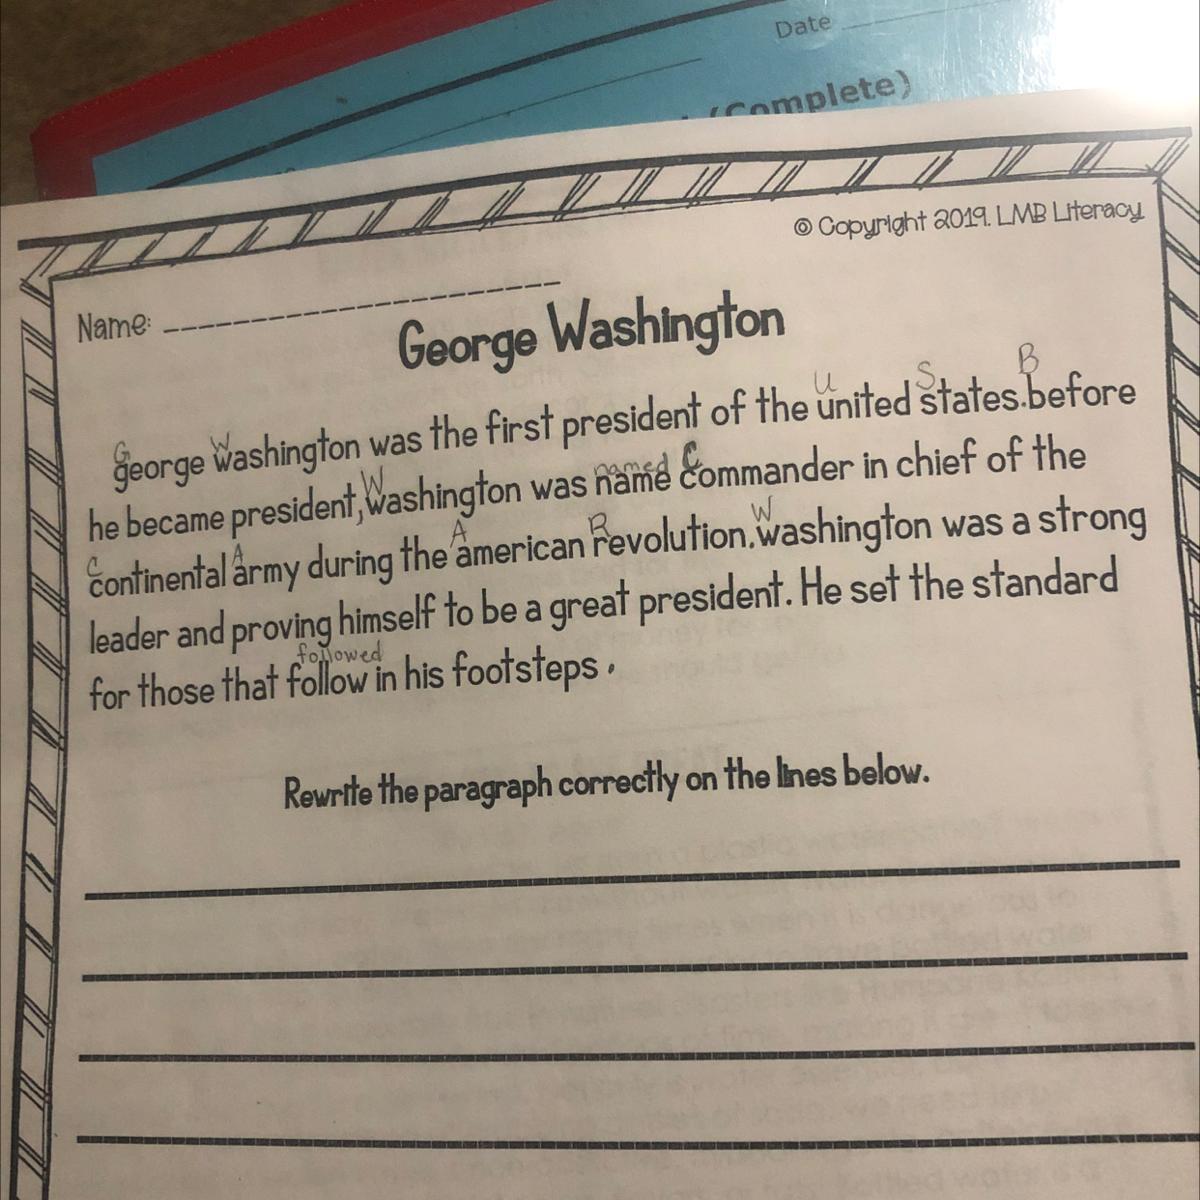 Date
(Complete)
© Copyright 2019. LMB Literacy
Name:
George Washington
G W U S B
george washington was the first president of the united states.before
W named C
he became president,washington was name commander in chief of the
C A A R W
continental army during the american revolution.washington was a strong
leader and proving himself to be a great president. He set the standard
followed
for those that follow in his footsteps .
Rewrite the paragraph correctly on the lines below.